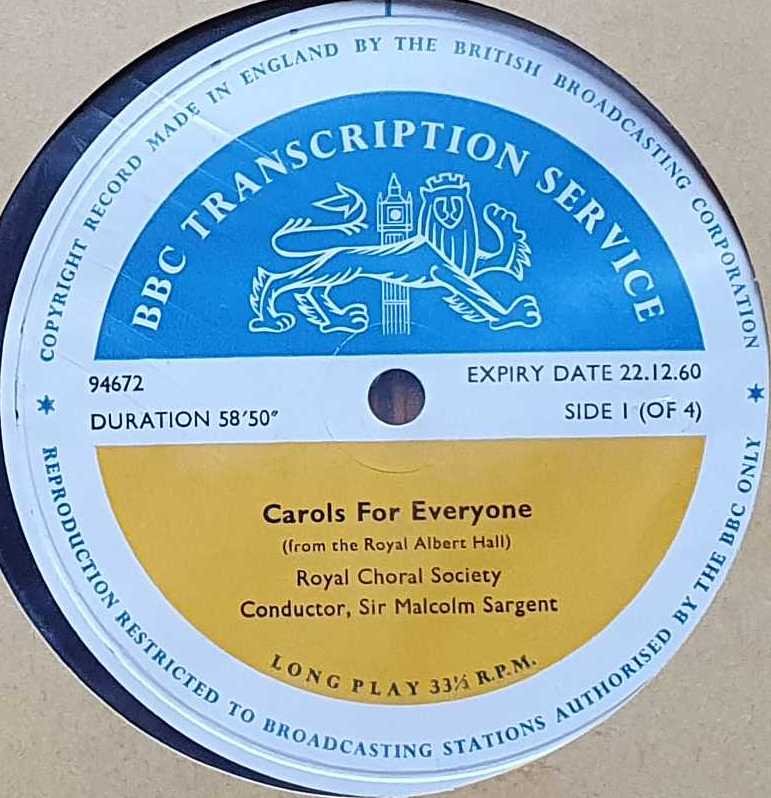 COPYRIGHT RECORD MADE IN ENGLAND BY THE BRITISH BROADCASTING CORPORATION
BBC TRANSCRIPTION SERVICE
94672
EXPIRY DATE 22.12.60
DURATION 58'50"
SIDE 1 (OF 4)
Carols For Everyone
(from the Royal Albert Hall)
Royal Choral Society
Conductor, Sir Malcolm Sargent
LONG PLAY 33⅓ R.P.M.
REPRODUCTION RESTRICTED TO BROADCASTING STATIONS AUTHORISED BY THE BBC ONLY